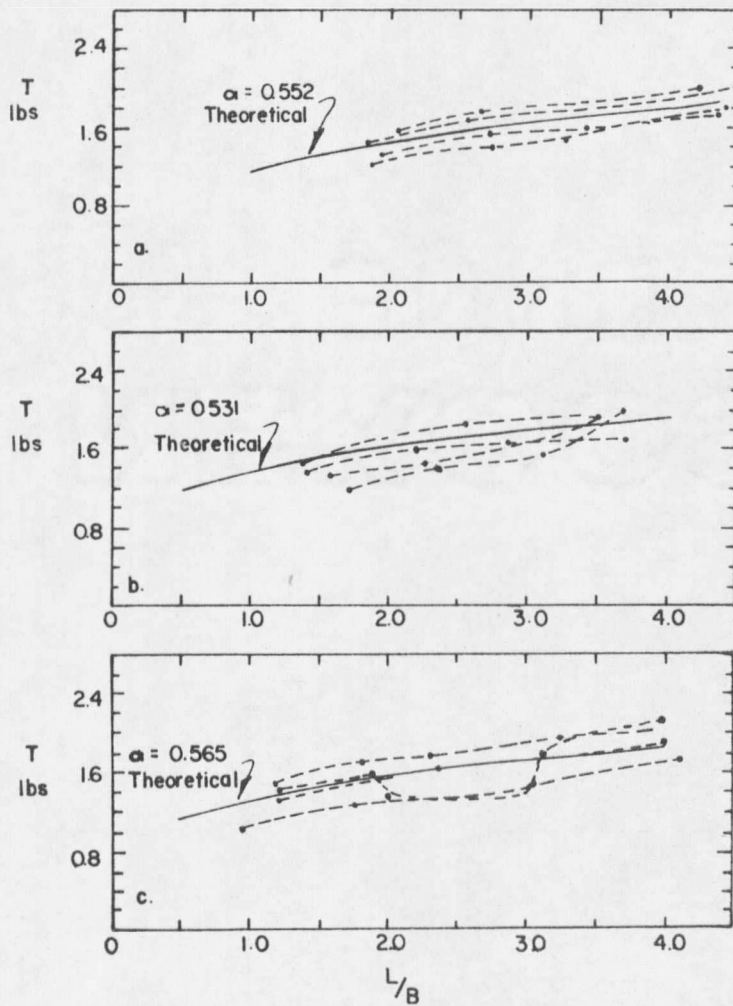 2.4
T
lbs
α = 0.552
Theoretical
1.6
0.8
a.
0 1.0 2.0 3.0 4.0
2.4
T
lbs
α = 0.531
Theoretical
1.6
0.8
b.
0 1.0 2.0 3.0 4.0
2.4
T
lbs
α = 0.565
Theoretical
1.6
0.8
c.
0 1.0 2.0 3.0 4.0
L/B